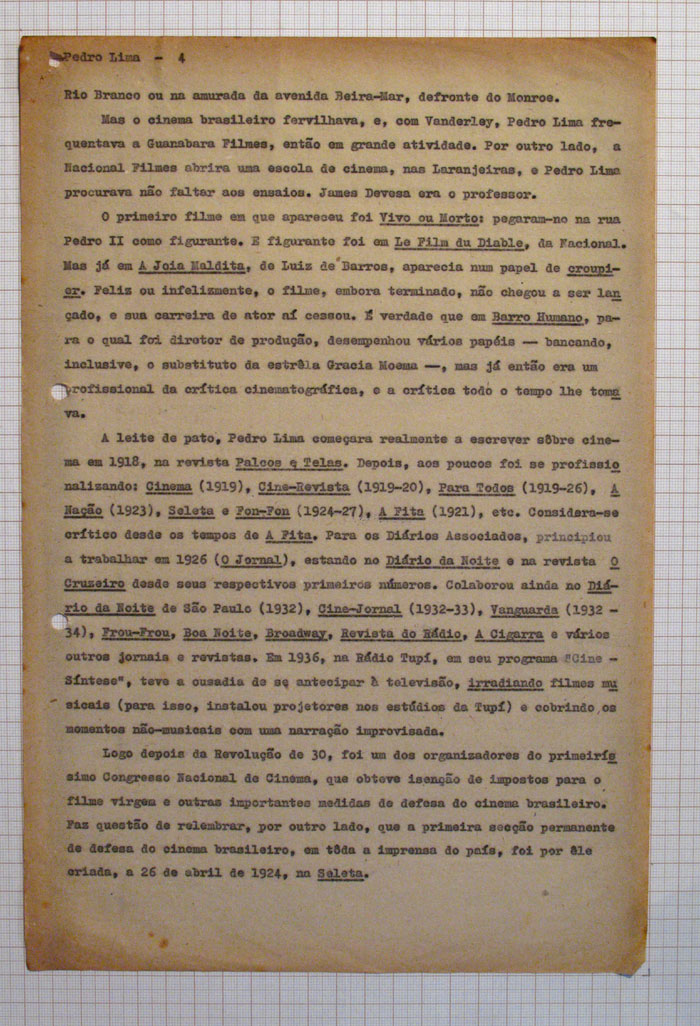 Pedro Lima - 4
Rio Branco ou na amurada da avenida Beira-Mar, defronte do Monroe.
Mas o cinema brasileiro fervilhava, e, com Vanderley, Pedro Lima fre-
quentava a Guanabara Filmes, então em grande atividade. Por outro lado, a
Nacional Filmes abrira uma escola de cinema, nas Laranjeiras, e Pedro Lima
procurava não faltar aos ensaios. James Devesa era o professor.
O primeiro filme em que apareceu foi Vivo ou Morto: pegaram-no na rua
Pedro II como figurante. E figurante foi em Le Film du Diable, da Nacional.
Mas já em A Joia Maldita, de Luiz de Barros, aparecia num papel de croupi-
er. Feliz ou infelizmente, o filme, embora terminado, não chegou a ser lan
çado, e sua carreira de ator aí cessou. É verdade que em Barro Humano, pa-
ra o qual foi diretor de produção, desempenhou vários papéis — bancando,
inclusive, o substituto da estrêla Gracia Moema —, mas já então era um
profissional da crítica cinematográfica, e a crítica todo o tempo lhe toma
va.
A leite de pato, Pedro Lima começara realmente a escrever sôbre cine-
ma em 1918, na revista Palcos e Telas. Depois, aos poucos foi se profissio
nalizando: Cinema (1919), Cine-Revista (1919-20), Para Todos (1919-26), A
Nação (1923), Seleta e Fon-Fon (1924-27), A Fita (1921), etc. Considera-se
crítico desde os tempos de A Fita. Para os Diários Associados, principiou
a trabalhar em 1926 (O Jornal), estando no Diário da Noite e na revista O
Cruzeiro desde seus respectivos primeiros números. Colaborou ainda no Diá-
rio da Noite de São Paulo (1932), Cine-Jornal (1932-33), Vanguarda (1932 -
34), Frou-Frou, Boa Noite, Broadway, Revista do Rádio, A Cigarra e vários
outros jornais e revistas. Em 1936, na Rádio Tupí, em seu programa "Cine -
Síntese", teve a ousadia de se antecipar à televisão, irradiando filmes mu
sicais (para isso, instalou projetores nos estúdios da Tupí) e cobrindo os
momentos não-musicais com uma narração improvisada.
Logo depois da Revolução de 30, foi um dos organizadores do primeirís
simo Congresso Nacional de Cinema, que obteve isenção de impostos para o
filme virgem e outras importantes medidas de defesa do cinema brasileiro.
Faz questão de relembrar, por outro lado, que a primeira secção permanente
de defesa do cinema brasileiro, em tôda a imprensa do país, foi por êle
criada, a 26 de abril de 1924, na Seleta.